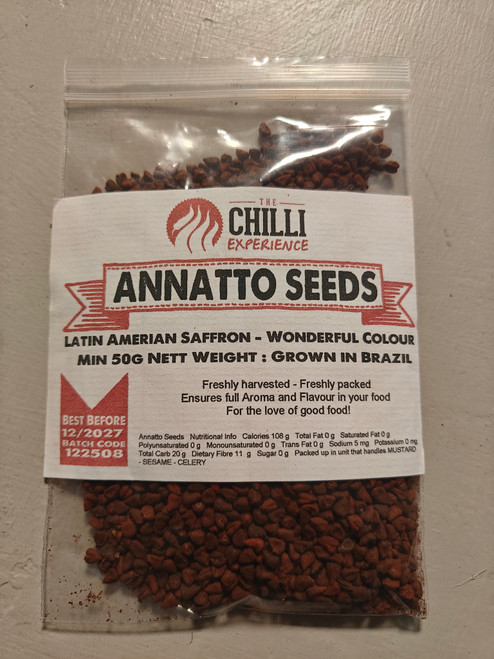 THE
CHILLI
EXPERIENCE
ANNATTO SEEDS
LATIN AMERIAN SAFFRON - WONDERFUL COLOUR
MIN 50G NETT WEIGHT : GROWN IN BRAZIL
Freshly harvested - Freshly packed
Ensures full Aroma and Flavour in your food
For the love of good food!
BEST BEFORE
12/2027
BATCH CODE
122508
Annatto Seeds Nutritional Info Calories 108 g Total Fat 0 g Saturated Fat 0 g
Polyunsaturated 0 g Monounsaturated 0 g Trans Fat 0 g Sodium 5 mg Potassium 0 mg
Total Carb 20 g Dietary Fibre 11 g Sugar 0 g Packed up in unit that handles MUSTARD
- SESAME - CELERY